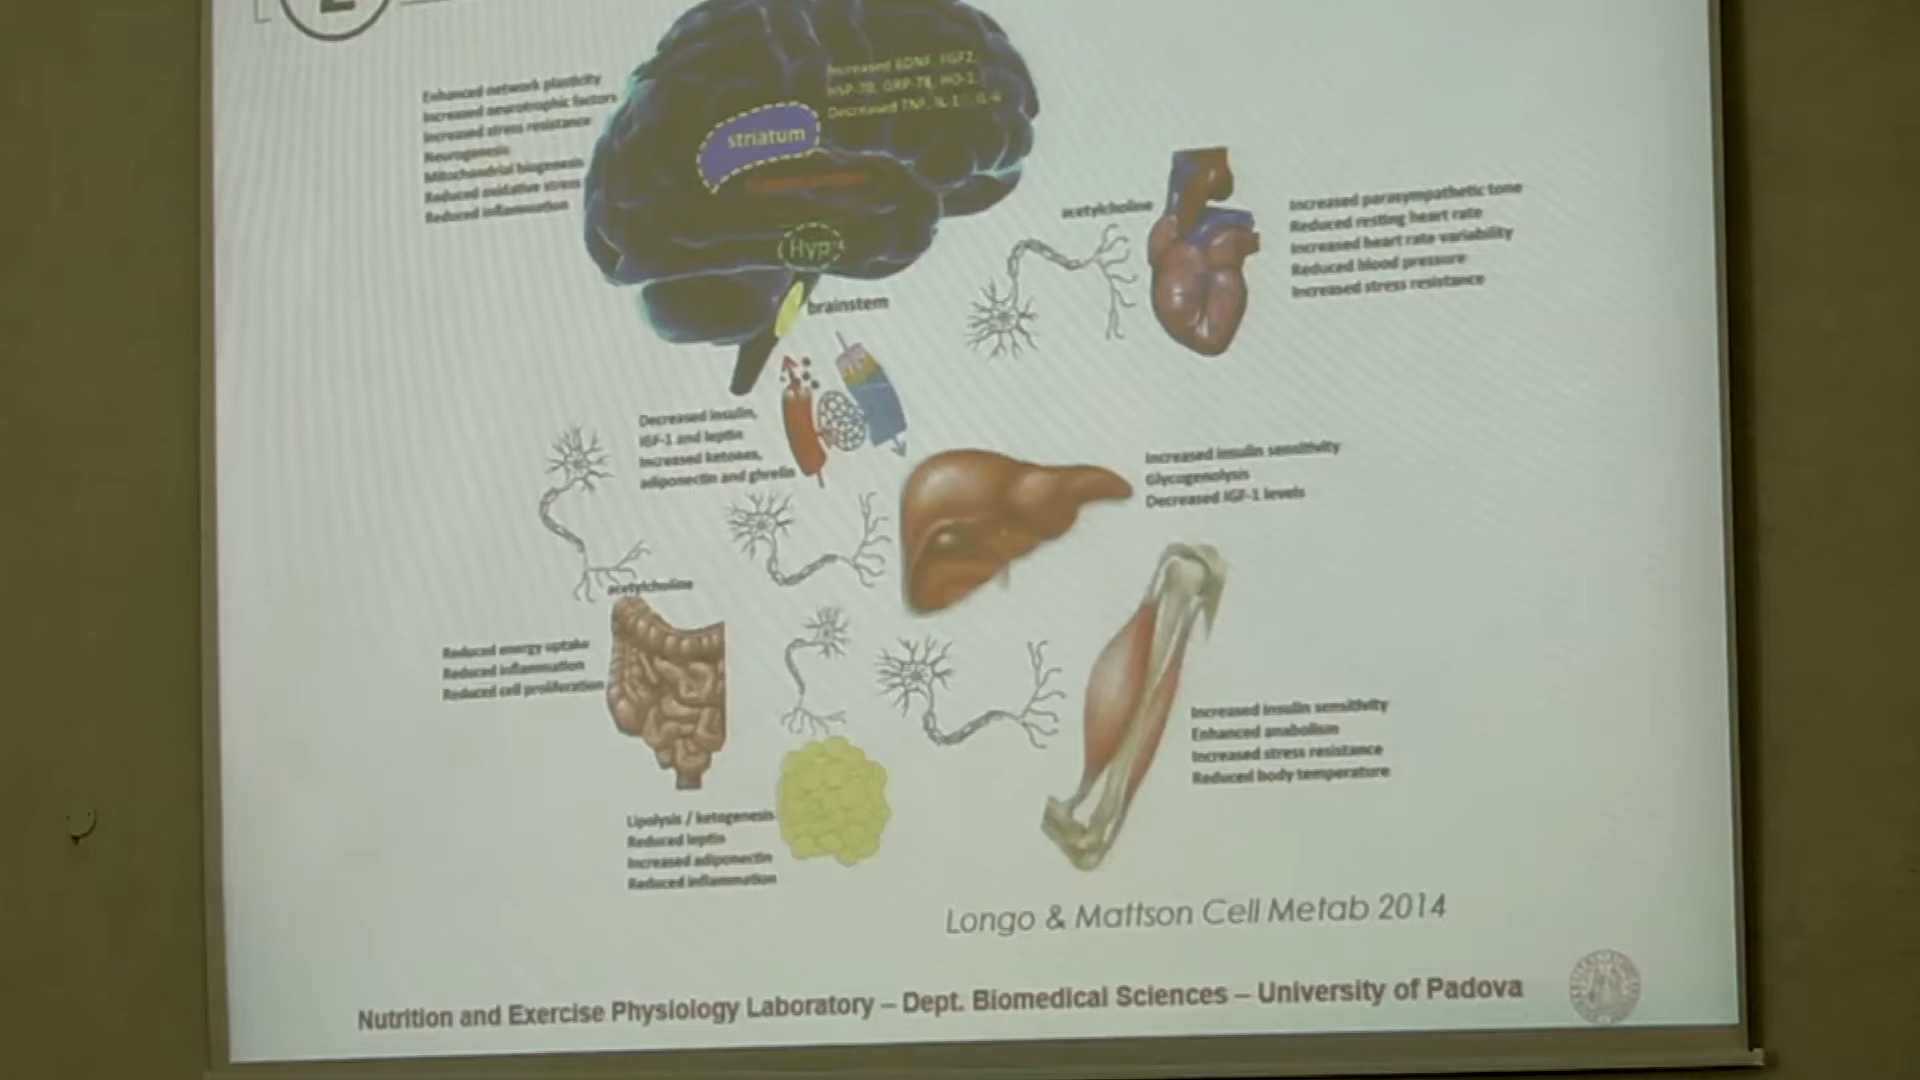 Enhanced network plasticity
Increased neurotrophic factors
Increased stress resistance
Neurogenesis
Mitochondrial biogenesis
Reduced oxidative stress
Reduced inflammation
Increased BDNF, FGF2,
HSP-70, GRP-78, HO-1,
Decreased TNF, IL-1
striatum
Hyp
brainstem
acetylcholine
Increased parasympathetic tone
Reduced resting heart rate
Increased heart rate variability
Reduced blood pressure
Increased stress resistance
Decreased insulin,
IGF-1 and leptin
Increased ketones,
adiponectin and ghrelin
Increased insulin sensitivity
Glycogenolysis
Decreased IGF-1 levels
acetylcholine
Reduced energy uptake
Reduced inflammation
Reduced cell proliferation
Increased insulin sensitivity
Enhanced anabolism
Increased stress resistance
Reduced body temperature
Lipolysis / ketogenesis
Reduced leptin
Increased adiponectin
Reduced inflammation
Longo & Mattson Cell Metab 2014
Nutrition and Exercise Physiology Laboratory – Dept. Biomedical Sciences – University of Padova